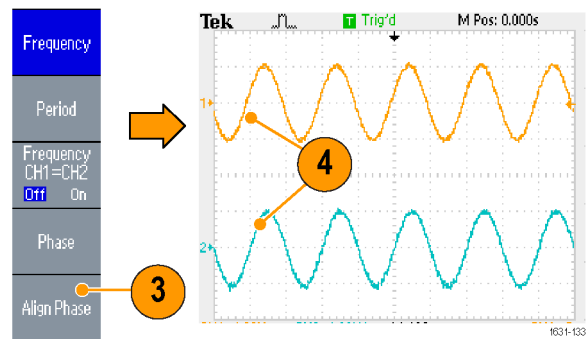 Frequency
Period
Frequency
CH1=CH2
Off On
Phase
Align Phase
3
Tek
T Trig'd
M Pos: 0.000s
1
4
2
1631-133